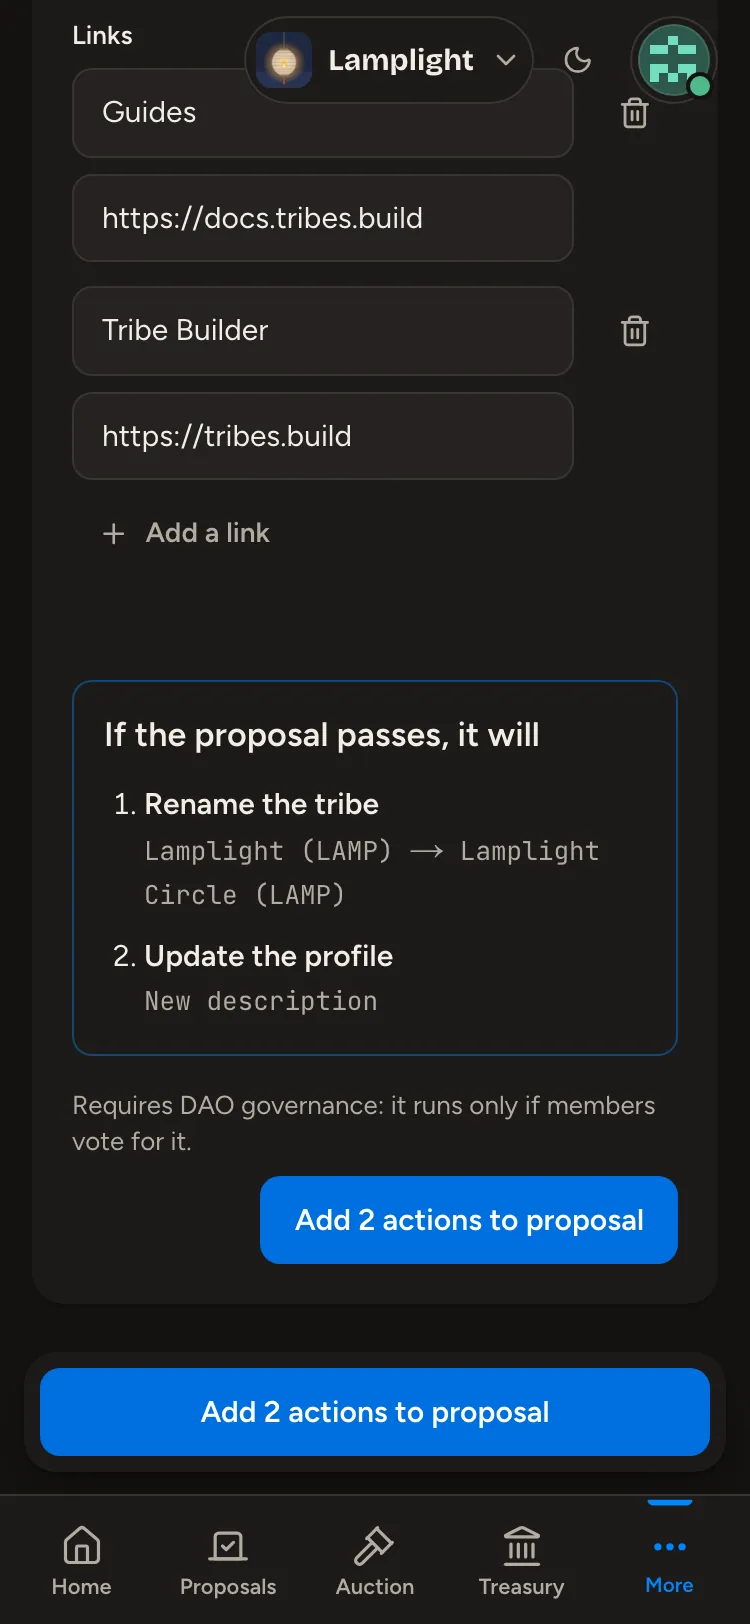 Links
Lamplight
Guides
https://docs.tribes.build
Tribe Builder
https://tribes.build
Add a link
If the proposal passes, it will
1. Rename the tribe
Lamplight (LAMP) → Lamplight
Circle (LAMP)
2. Update the profile
New description
Requires DAO governance: it runs only if members
vote for it.
Add 2 actions to proposal
Add 2 actions to proposal
Home
Proposals
Auction
Treasury
More